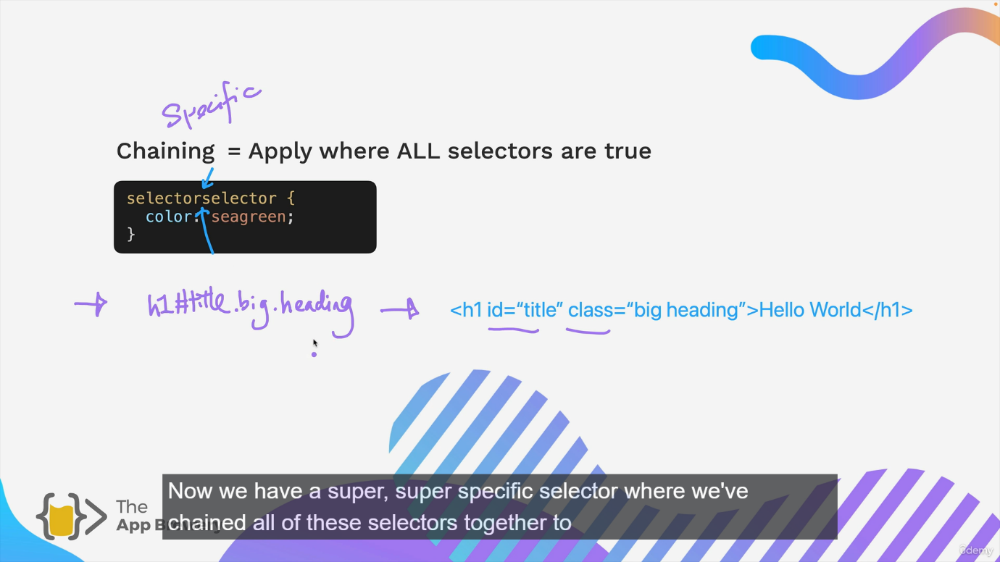 Specific
Chaining = Apply where ALL selectors are true
selectorselector {
color: seagreen;
}
h1#title.big.heading
<h1 id=“title” class=“big heading”>Hello World</h1>
Now we have a super, super specific selector where we've
chained all of these selectors together to
The
App Brewery
ûdemy